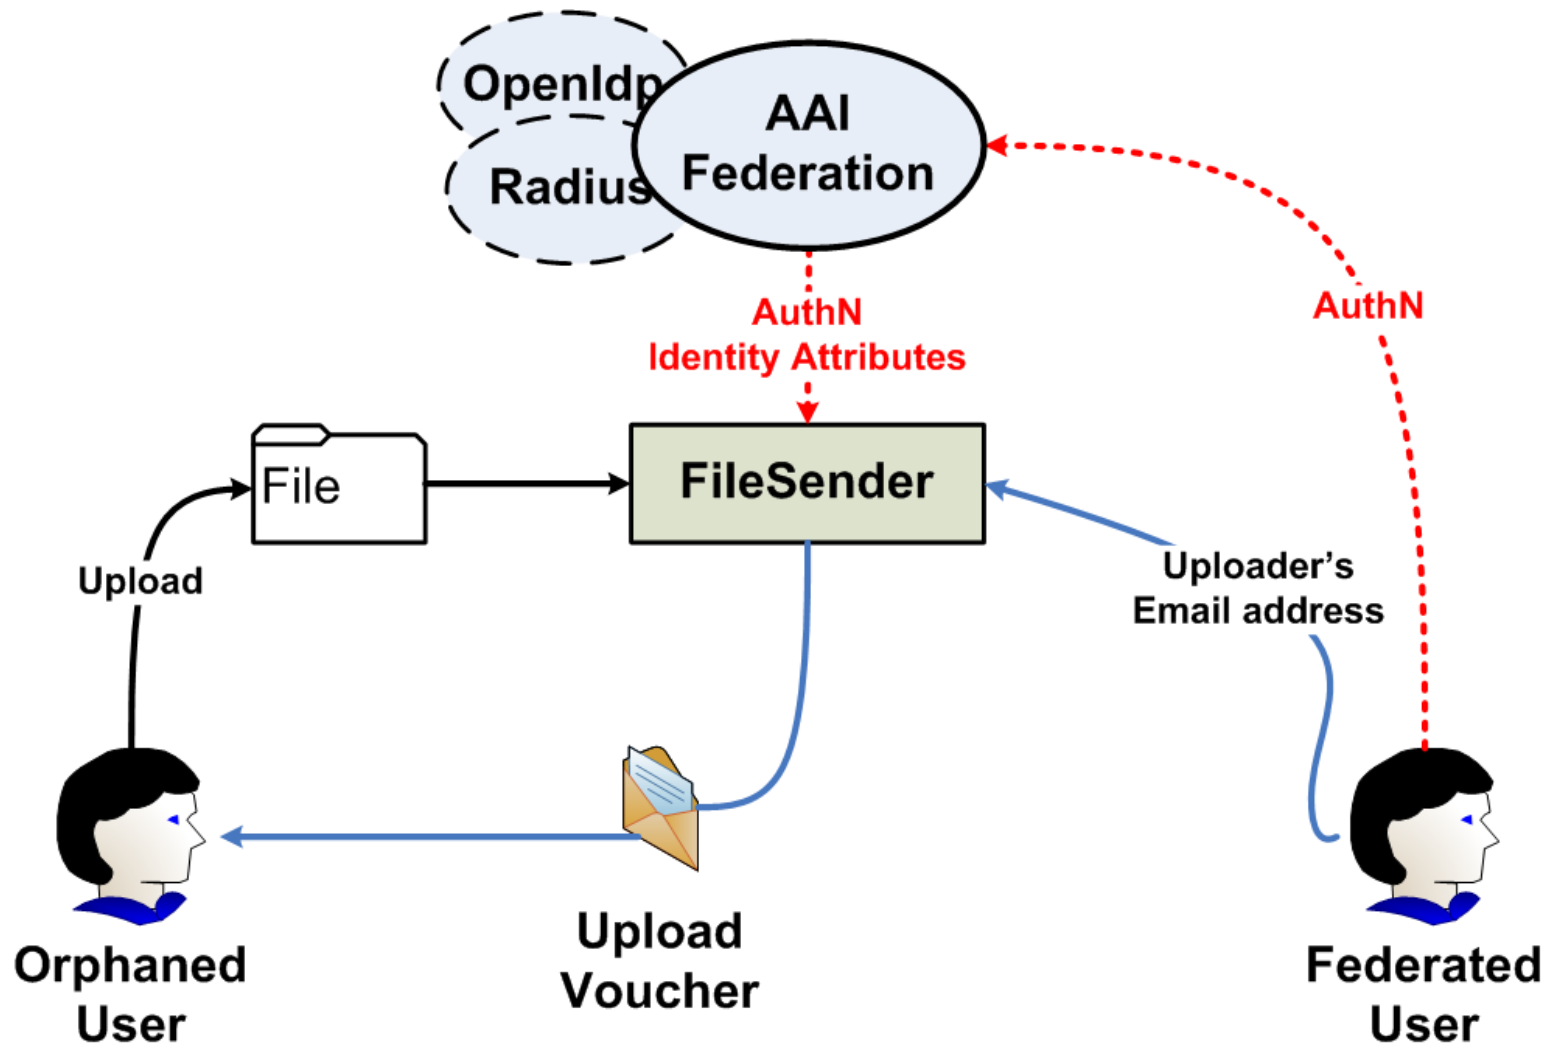 OpenIdp
AAI
Federation
Radius
AuthN
Identity Attributes
AuthN
File
FileSender
Upload
Uploader's
Email address
Upload
Voucher
Orphaned
User
Federated
User